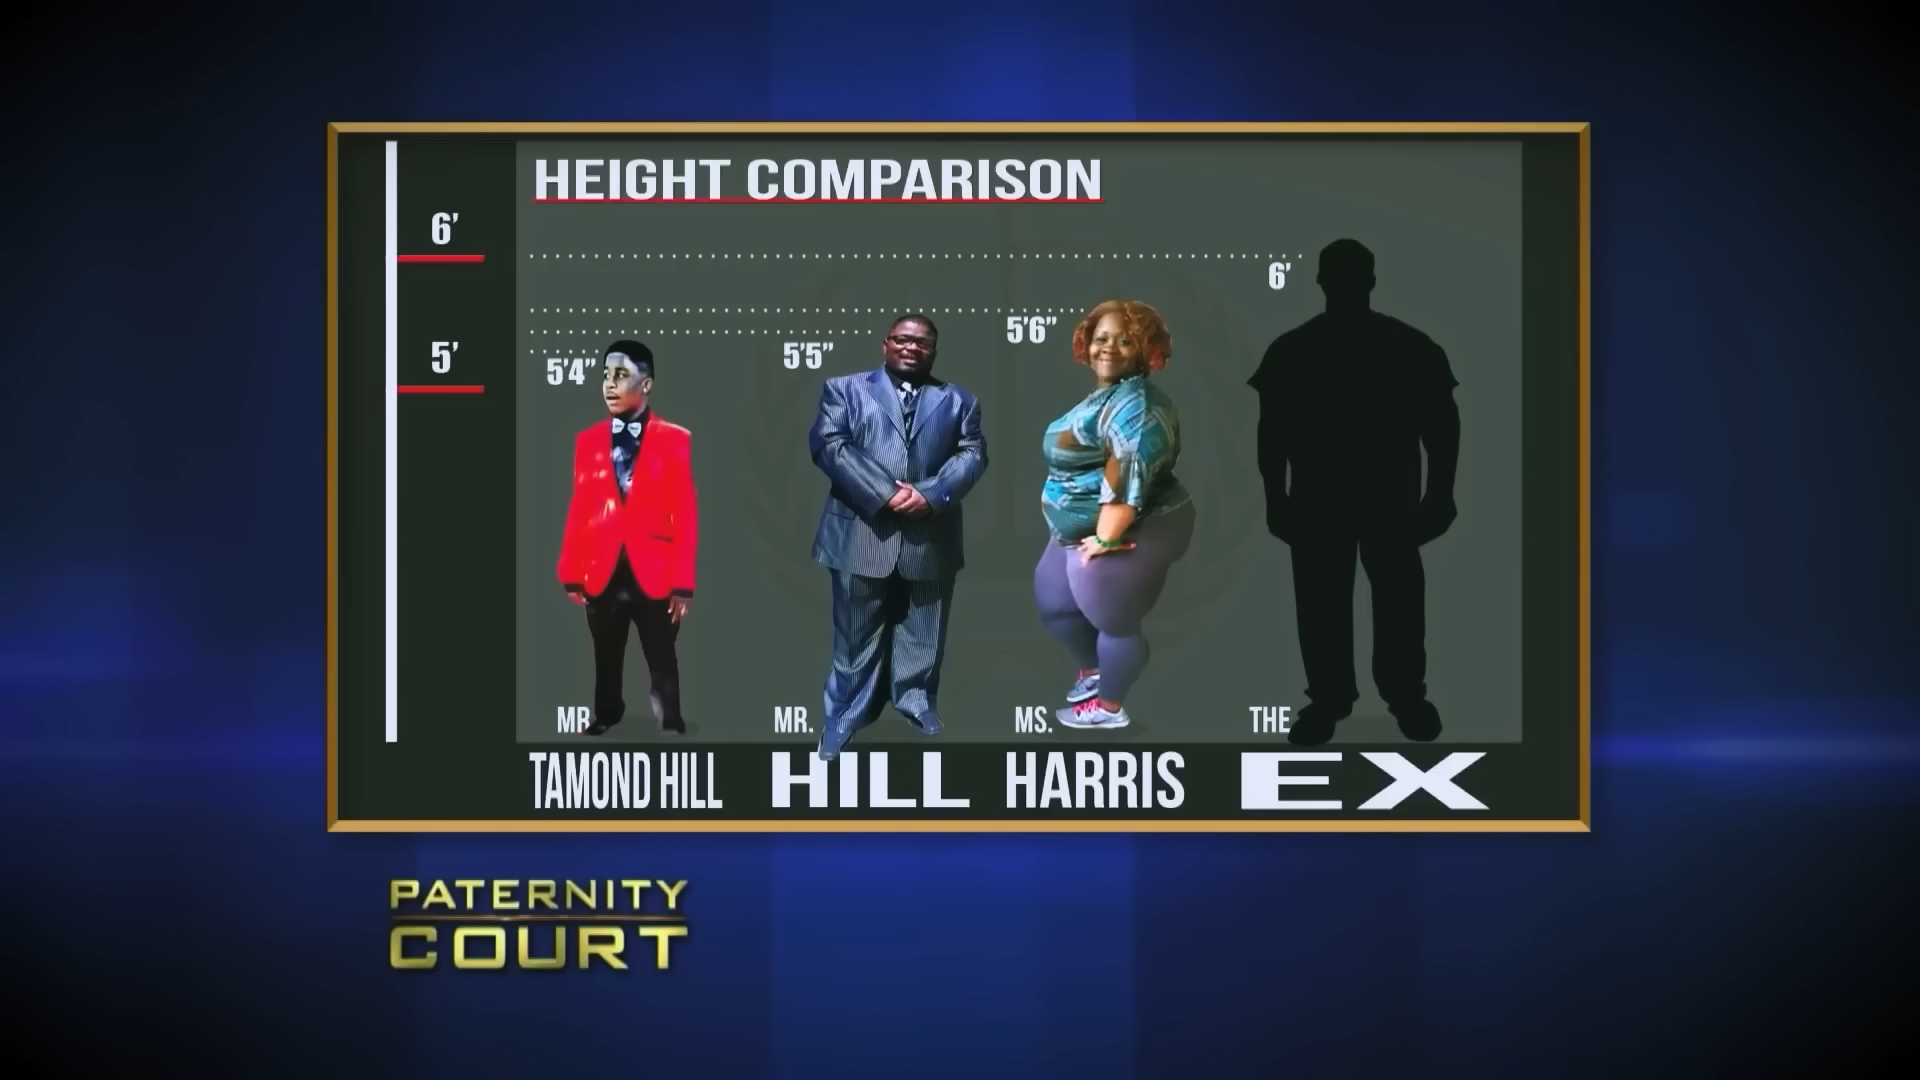 HEIGHT COMPARISON
6'
6'
5'6”
5'5”
5'
5'4”
MR.
TAMOND HILL
MR.
HILL
MS.
HARRIS
THE
EX
PATERNITY
COURT